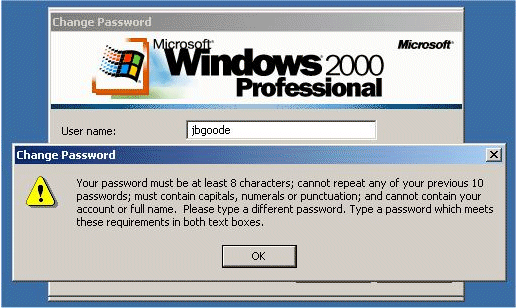 Change Password
Microsoft®
Microsoft
Windows 2000
Professional
User name:
jbgoode
Change Password
Your password must be at least 8 characters; cannot repeat any of your previous 10
passwords; must contain capitals, numerals or punctuation; and cannot contain your
account or full name.  Please type a different password. Type a password which meets
these requirements in both text boxes.
OK